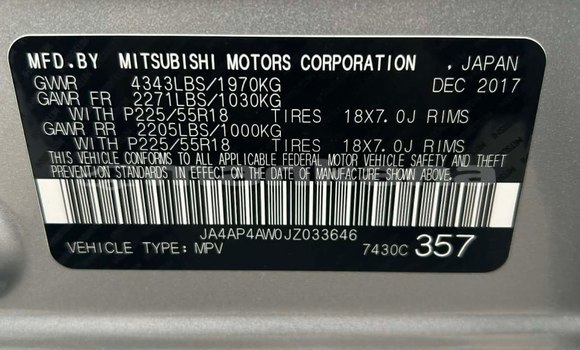 MFD.BY MITSUBISHI MOTORS CORPORATION . JAPAN
GVWR 4343LBS/1970KG DEC 2017
GAWR FR 2271LBS/1030KG
WITH P225/55R18 TIRES 18X7.0J RIMS
GAWR RR 2205LBS/1000KG
WITH P225/55R18 TIRES 18X7.0J RIMS
THIS VEHICLE CONFORMS TO ALL APPLICABLE FEDERAL MOTOR VEHICLE SAFETY AND THEFT
PREVENTION STANDARDS IN EFFECT ON THE DATE OF MANUFACTURE SHOWN ABOVE.
JA4AP4AW0JZ033646
VEHICLE TYPE: MPV 7430C 357